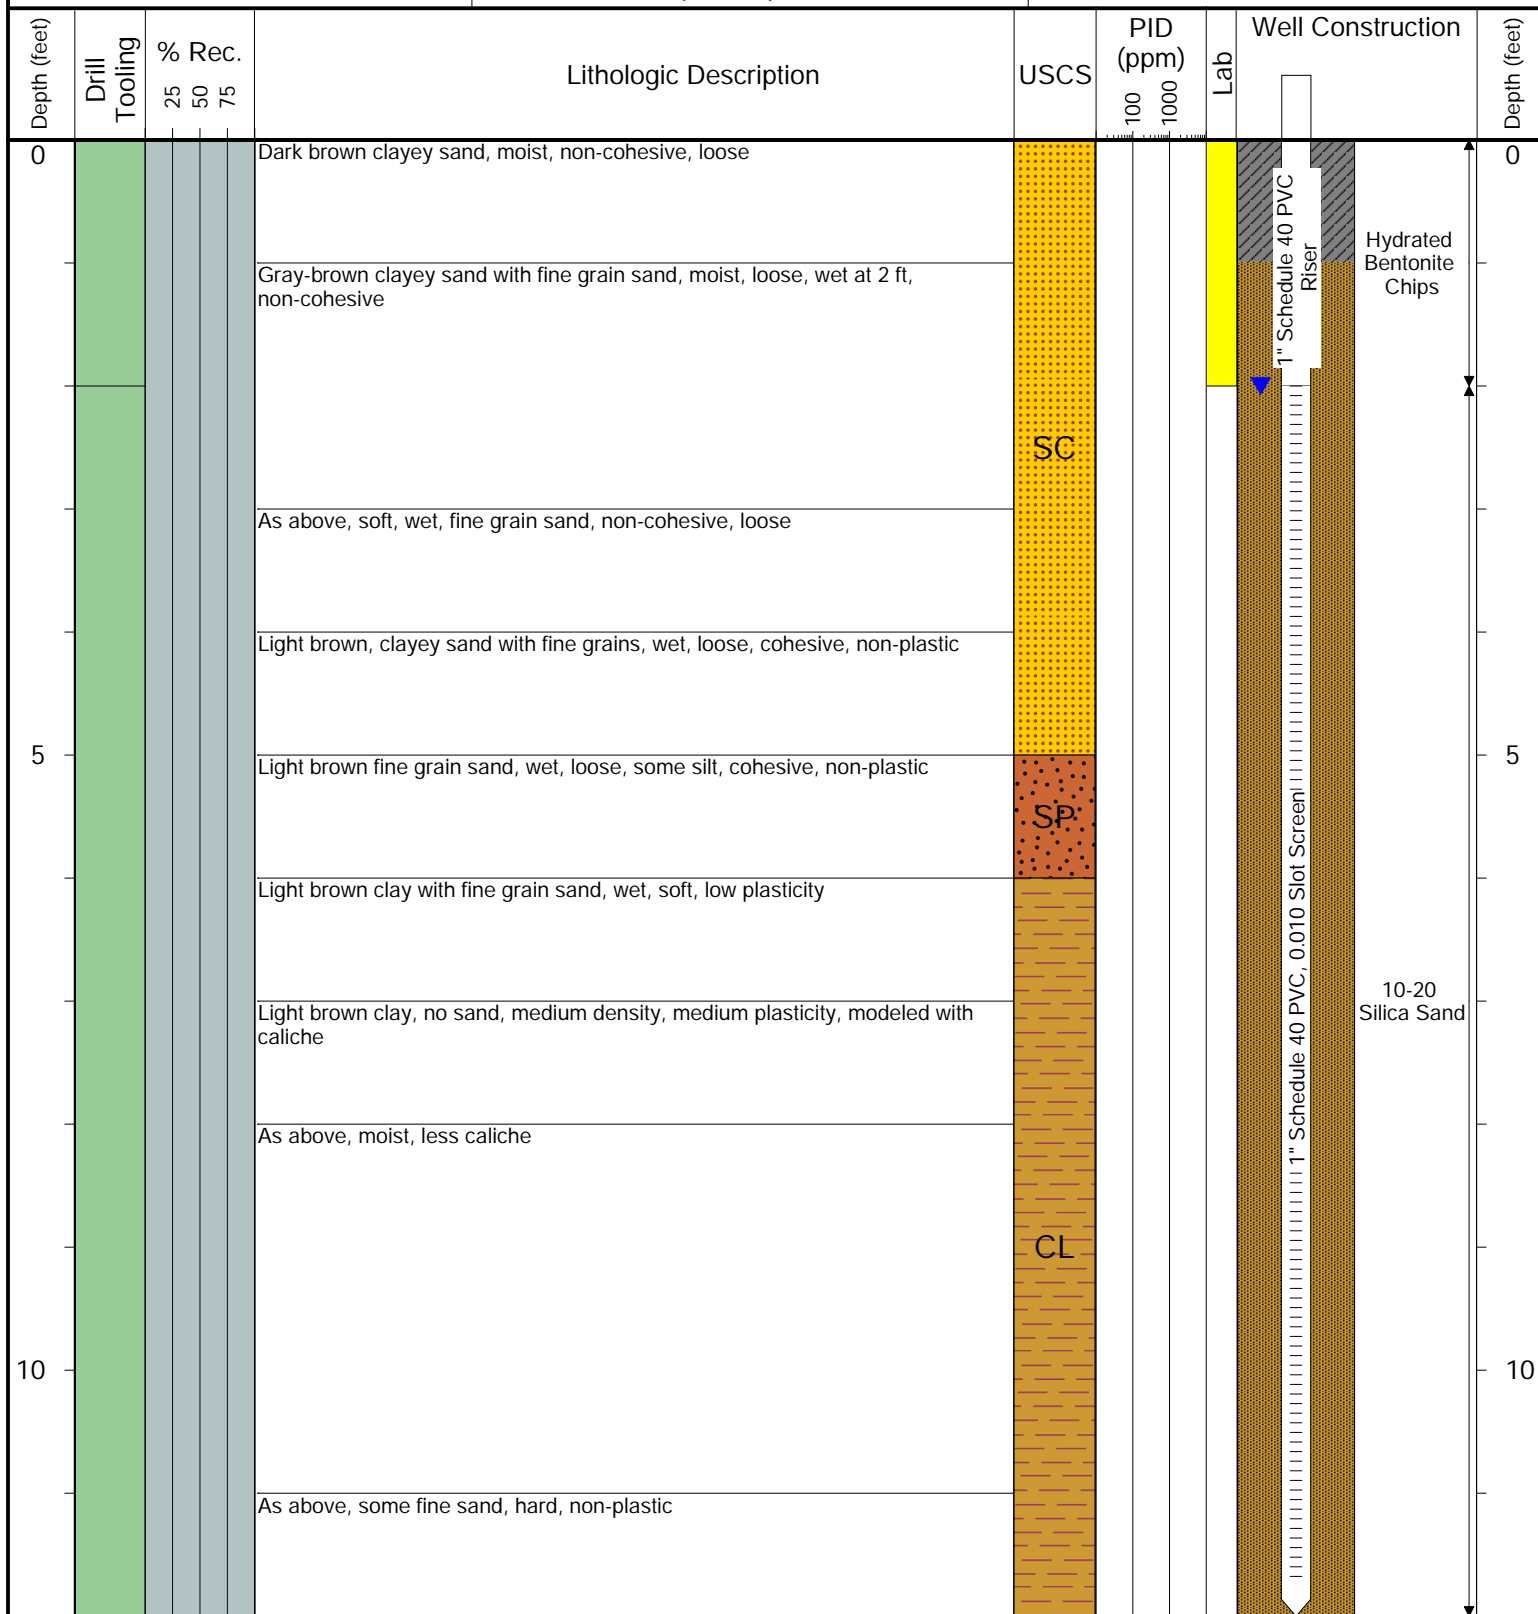 Depth (feet)
Drill
Tooling
% Rec.
25
50
75
Lithologic Description
USCS
PID
(ppm)
100
1000
Lab
Well Construction
Depth (feet)
0
Dark brown clayey sand, moist, non-cohesive, loose
0
1" Schedule 40 PVC
Riser
Hydrated
Bentonite
Chips
Gray-brown clayey sand with fine grain sand, moist, loose, wet at 2 ft,
non-cohesive
SC
As above, soft, wet, fine grain sand, non-cohesive, loose
Light brown, clayey sand with fine grains, wet, loose, cohesive, non-plastic
5
5
Light brown fine grain sand, wet, loose, some silt, cohesive, non-plastic
SP
1" Schedule 40 PVC, 0.010 Slot Screen
Light brown clay with fine grain sand, wet, soft, low plasticity
10-20
Silica Sand
Light brown clay, no sand, medium density, medium plasticity, modeled with
caliche
As above, moist, less caliche
CL
10
10
As above, some fine sand, hard, non-plastic